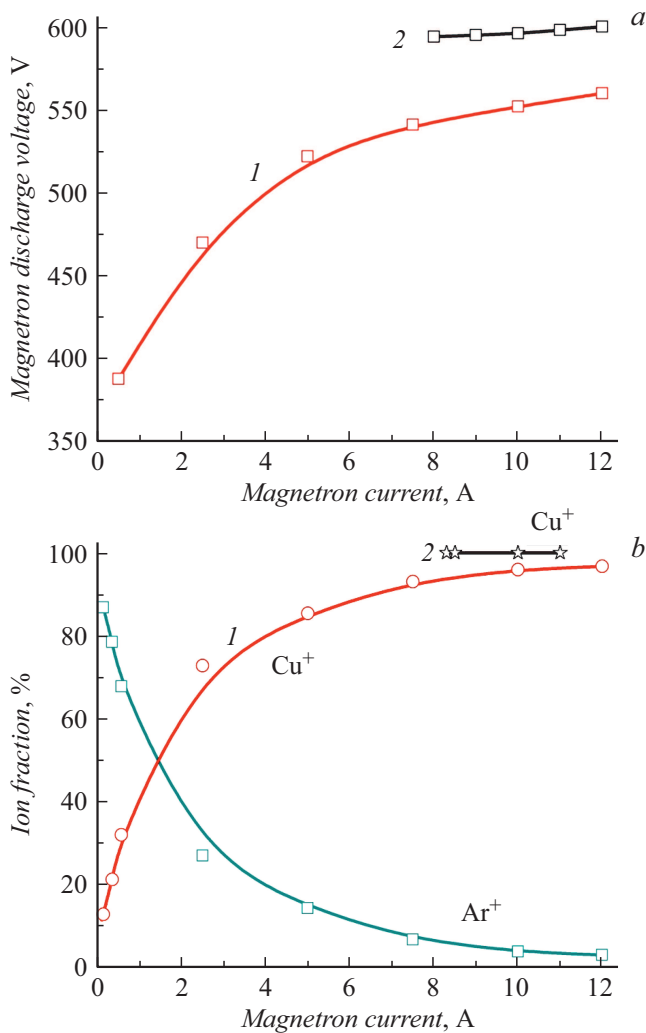 a
600
550
500
450
400
350
2
1
Magnetron discharge voltage, V
0 2 4 6 8 10 12
Magnetron current, A
b
100
80
60
40
20
0
Cu+
2
1
Cu+
Ar+
Ion fraction, %
0 2 4 6 8 10 12
Magnetron current, A